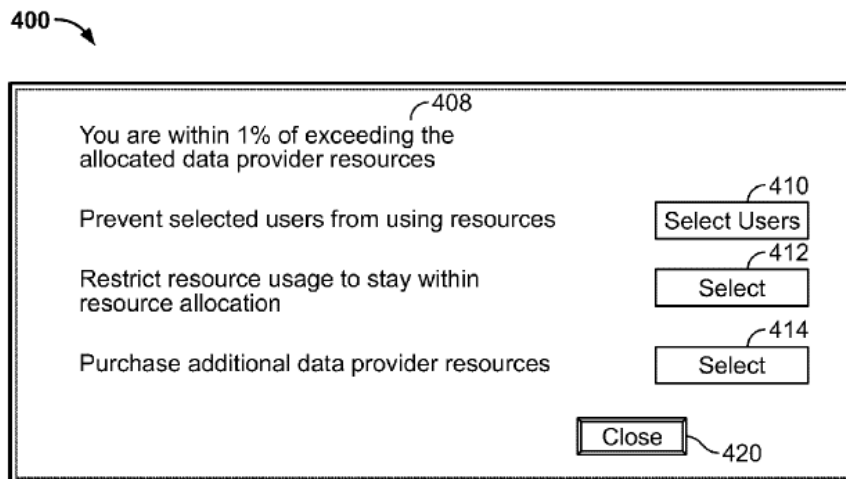 400
408
You are within 1% of exceeding the
allocated data provider resources
410
Prevent selected users from using resources
Select Users
412
Restrict resource usage to stay within
resource allocation
Select
414
Purchase additional data provider resources
Select
Close
420